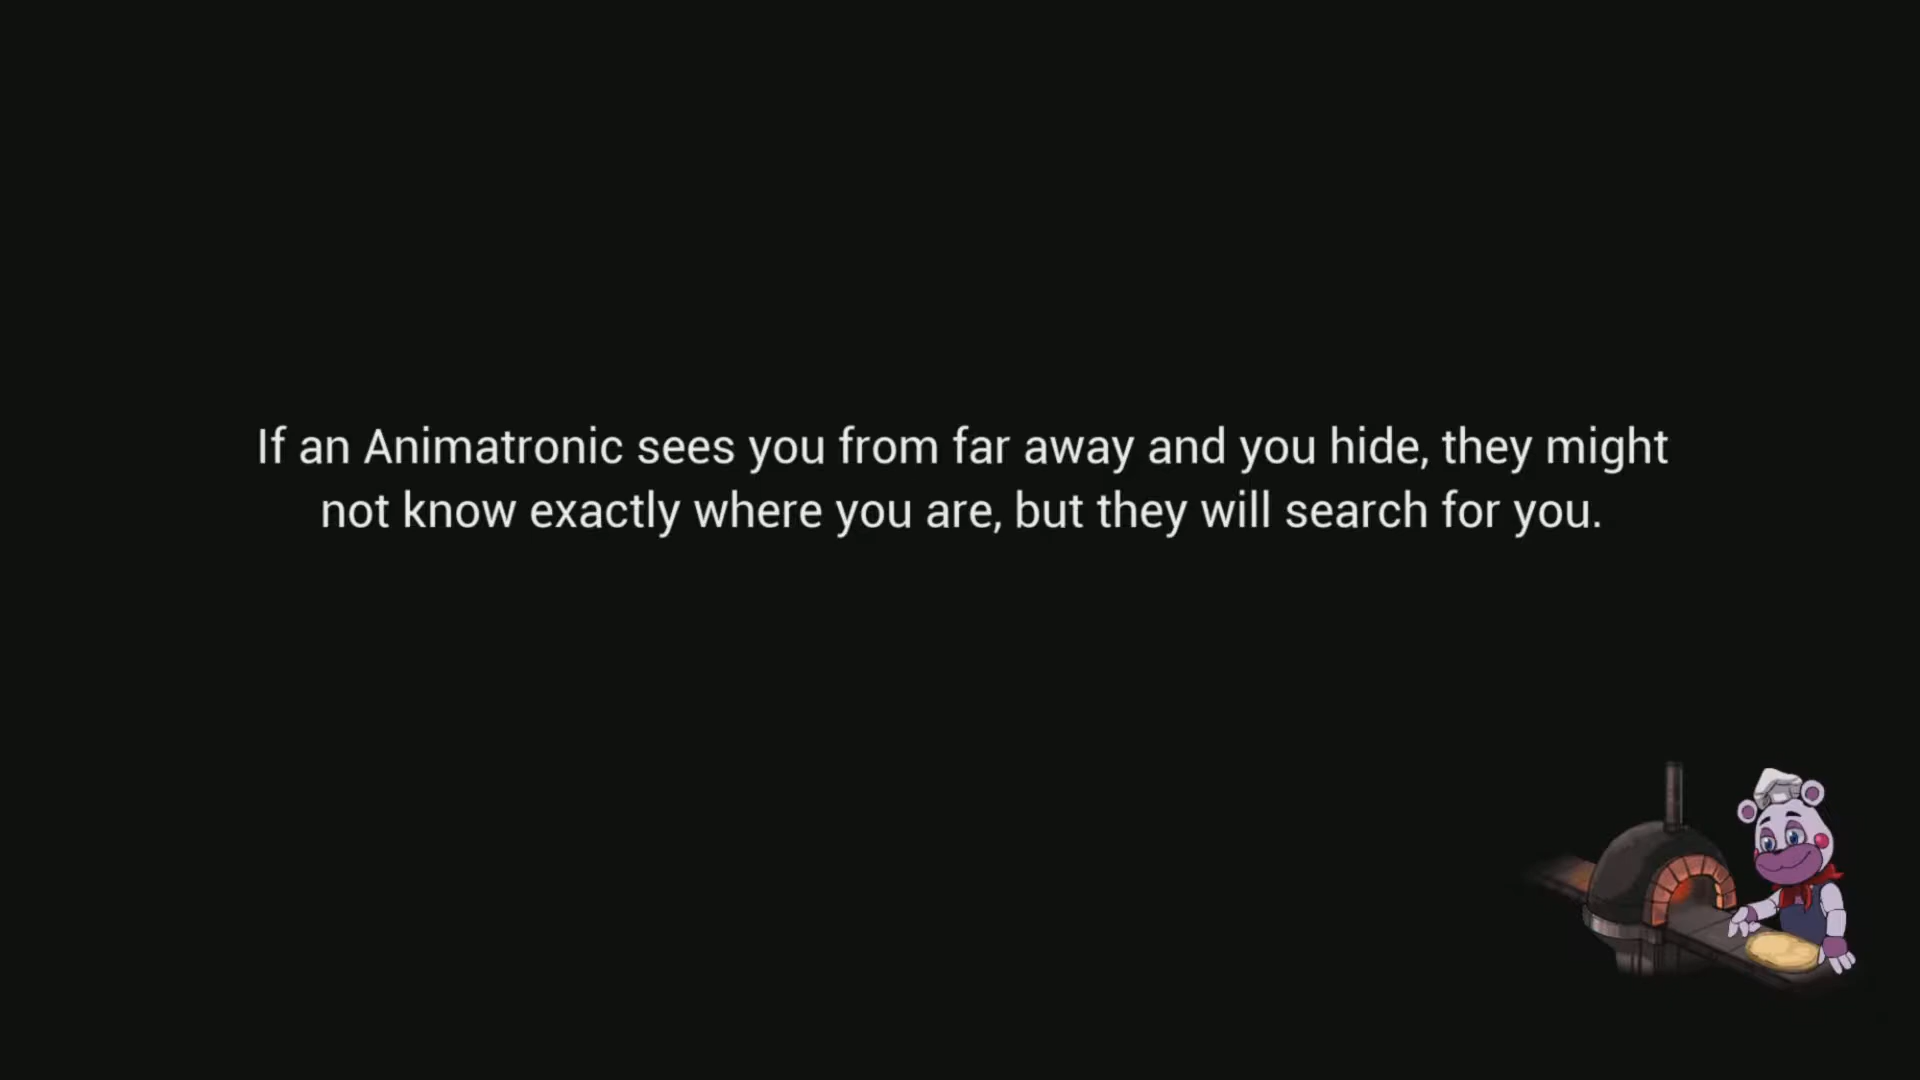 If an Animatronic sees you from far away and you hide, they might
not know exactly where you are, but they will search for you.